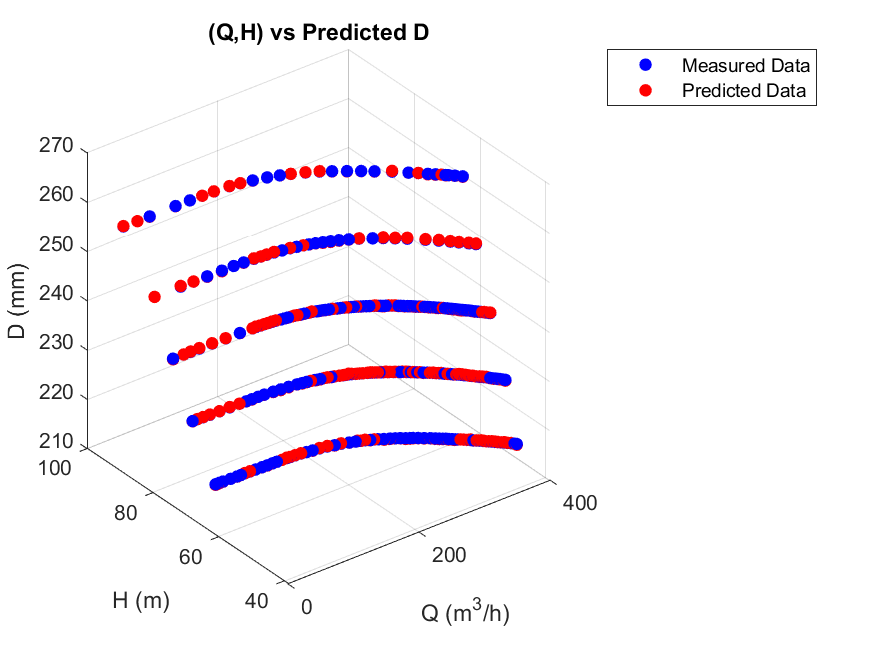 (Q,H) vs Predicted D
Measured Data
Predicted Data
270
260
250
240
230
220
210
D (mm)
100
80
60
40
H (m)
0
200
400
Q (m³/h)